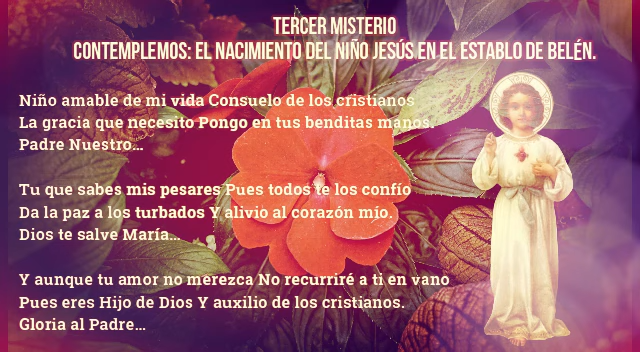 TERCER MISTERIO
CONTEMPLEMOS: EL NACIMIENTO DEL NIÑO JESÚS EN EL ESTABLO DE BELÉN.
Niño amable de mi vida Consuelo de los cristianos
La gracia que necesito Pongo en tus benditas manos.
Padre Nuestro...
Tu que sabes mis pesares Pues todos te los confío
Da la paz a los turbados Y alivio al corazón mío.
Dios te salve María...
Y aunque tu amor no merezca No recurriré a ti en vano
Pues eres Hijo de Dios Y auxilio de los cristianos.
Gloria al Padre...